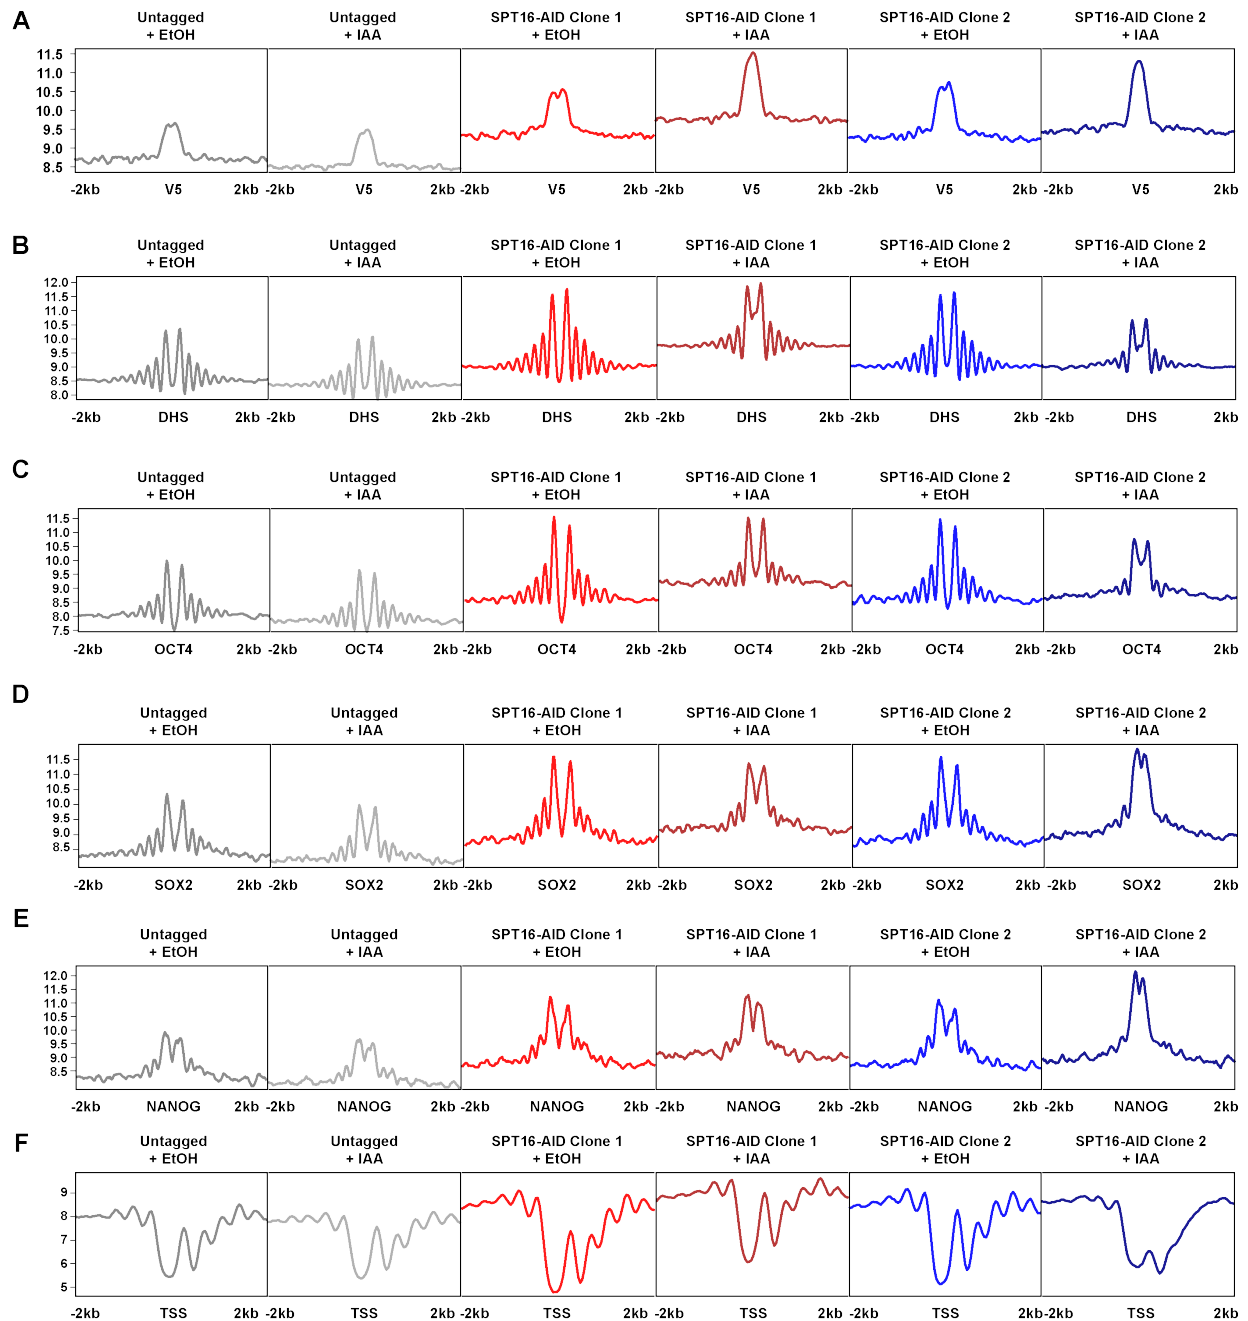 A
Untagged + EtOH
Untagged + IAA
SPT16-AID Clone 1 + EtOH
SPT16-AID Clone 1 + IAA
SPT16-AID Clone 2 + EtOH
SPT16-AID Clone 2 + IAA
11.5
11.0
10.5
10.0
9.5
9.0
8.5
-2kb V5 2kb -2kb V5 2kb -2kb V5 2kb -2kb V5 2kb -2kb V5 2kb -2kb V5 2kb
B
Untagged + EtOH
Untagged + IAA
SPT16-AID Clone 1 + EtOH
SPT16-AID Clone 1 + IAA
SPT16-AID Clone 2 + EtOH
SPT16-AID Clone 2 + IAA
12.0
11.5
11.0
10.5
10.0
9.5
9.0
8.5
8.0
-2kb DHS 2kb -2kb DHS 2kb -2kb DHS 2kb -2kb DHS 2kb -2kb DHS 2kb -2kb DHS 2kb
C
Untagged + EtOH
Untagged + IAA
SPT16-AID Clone 1 + EtOH
SPT16-AID Clone 1 + IAA
SPT16-AID Clone 2 + EtOH
SPT16-AID Clone 2 + IAA
11.5
11.0
10.0
9.5
9.0
8.5
8.0
7.5
-2kb OCT4 2kb -2kb OCT4 2kb -2kb OCT4 2kb -2kb OCT4 2kb -2kb OCT4 2kb -2kb OCT4 2kb
D
Untagged + EtOH
Untagged + IAA
SPT16-AID Clone 1 + EtOH
SPT16-AID Clone 1 + IAA
SPT16-AID Clone 2 + EtOH
SPT16-AID Clone 2 + IAA
11.5
11.0
10.5
10.0
9.5
9.0
8.5
-2kb SOX2 2kb -2kb SOX2 2kb -2kb SOX2 2kb -2kb SOX2 2kb -2kb SOX2 2kb -2kb SOX2 2kb
E
Untagged + EtOH
Untagged + IAA
SPT16-AID Clone 1 + EtOH
SPT16-AID Clone 1 + IAA
SPT16-AID Clone 2 + EtOH
SPT16-AID Clone 2 + IAA
12.0
11.0
10.5
10.0
9.5
9.0
8.5
-2kb NANOG 2kb -2kb NANOG 2kb -2kb NANOG 2kb -2kb NANOG 2kb -2kb NANOG 2kb -2kb NANOG 2kb
F
Untagged + EtOH
Untagged + IAA
SPT16-AID Clone 1 + EtOH
SPT16-AID Clone 1 + IAA
SPT16-AID Clone 2 + EtOH
SPT16-AID Clone 2 + IAA
9
8
7
6
5
-2kb TSS 2kb -2kb TSS 2kb -2kb TSS 2kb -2kb TSS 2kb -2kb TSS 2kb -2kb TSS 2kb